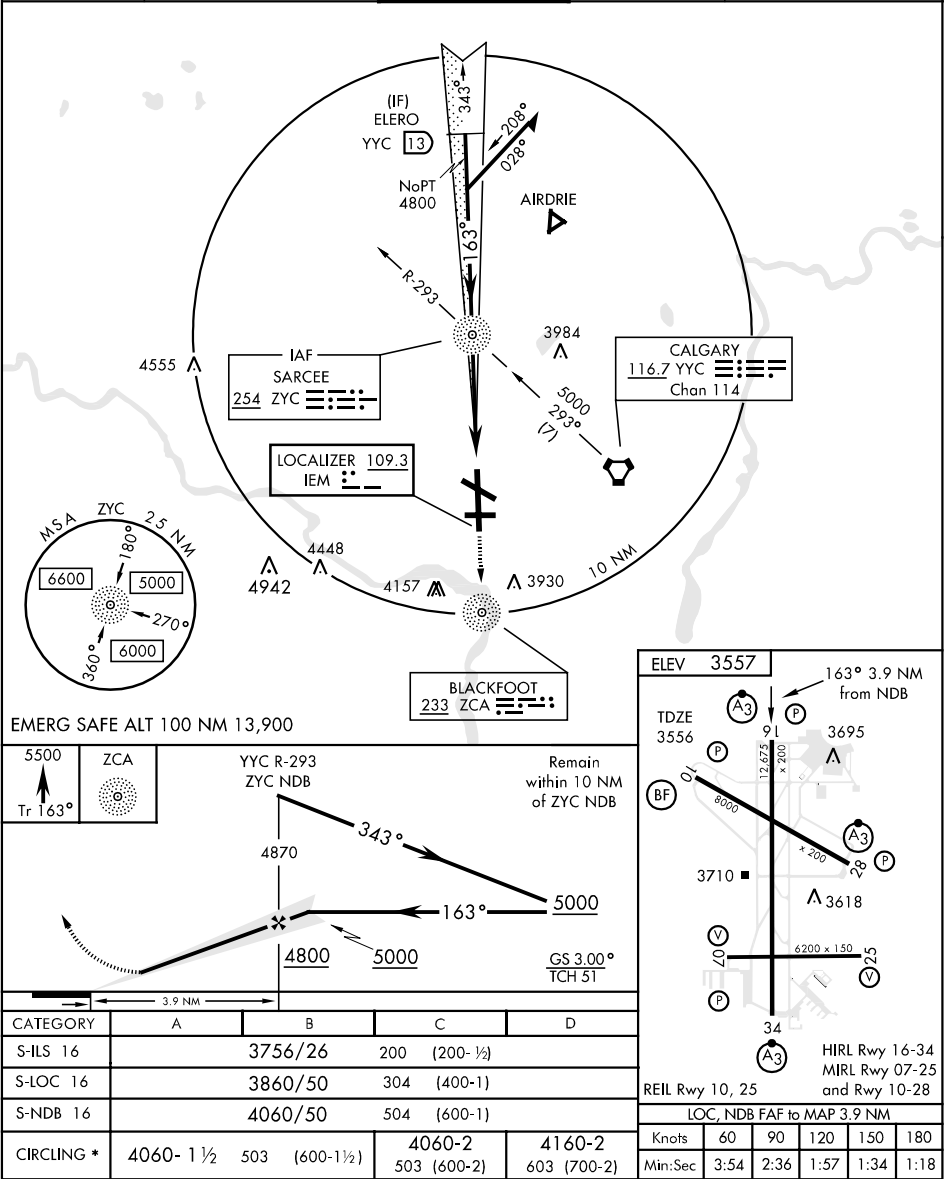 343°
(IF)
ELERO
YYC 13
208°
028°
NoPT
4800
AIRDRIE
163°
R-293
3984
4555
IAF
SARCEE
254 ZYC
CALGARY
116.7 YYC
Chan 114
5000
293°
(7)
LOCALIZER 109.3
IEM
MSA ZYC 25 NM
180°
6600
5000
270°
360°
6000
4448
4942
4157
3930
10 NM
BLACKFOOT
233 ZCA
EMERG SAFE ALT 100 NM 13,900
ELEV 3557
163° 3.9 NM
from NDB
TDZE
3556
A3
P
16
3695
P
12,675
x 200
10
BF
8000
x 200
A3
P
28
3710
3618
V
07
6200 x 150
25
V
P
34
A3
HIRL Rwy 16-34
MIRL Rwy 07-25
and Rwy 10-28
REIL Rwy 10, 25
5500
Tr 163°
ZCA
YYC R-293
ZYC NDB
Remain
within 10 NM
of ZYC NDB
343°
4870
5000
163°
4800
5000
GS 3.00°
TCH 51
3.9 NM
CATEGORY A B C D
S-ILS 16 3756/26 200 (200-½)
S-LOC 16 3860/50 304 (400-1)
S-NDB 16 4060/50 504 (600-1)
CIRCLING * 4060-1½ 503 (600-1½) 4060-2 503 (600-2) 4160-2 603 (700-2)
LOC, NDB FAF to MAP 3.9 NM
Knots 60 90 120 150 180
Min:Sec 3:54 2:36 1:57 1:34 1:18